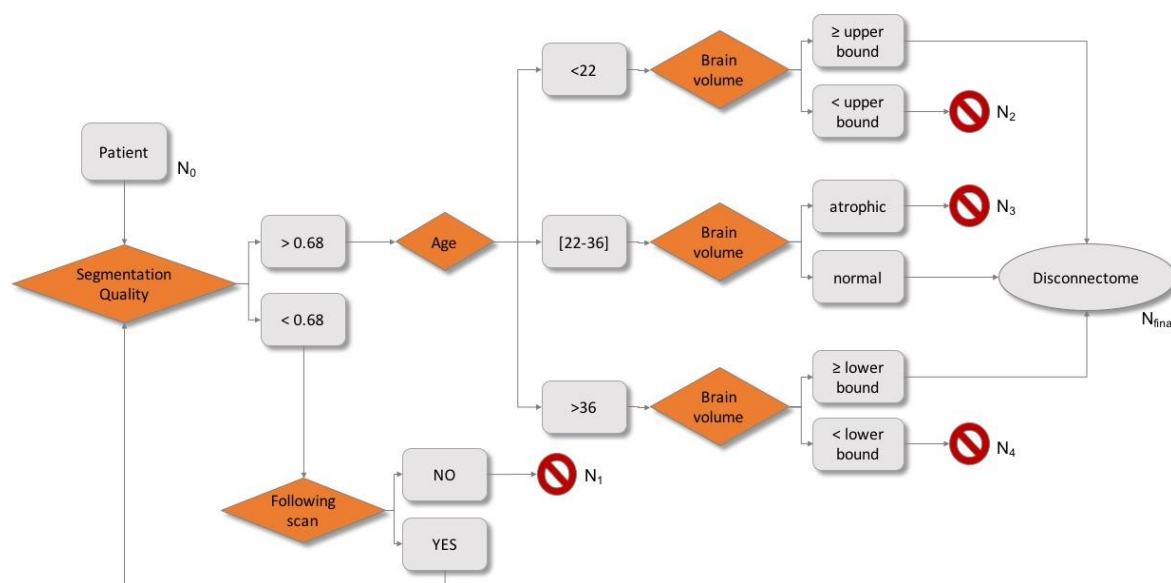 Patient
N0
Segmentation
Quality
> 0.68
< 0.68
Age
<22
[22-36]
>36
Brain
volume
≥ upper
bound
< upper
bound
N2
Brain
volume
atrophic
N3
normal
Disconnectome
Nfinal
Brain
volume
≥ lower
bound
< lower
bound
N4
Following
scan
NO
N1
YES